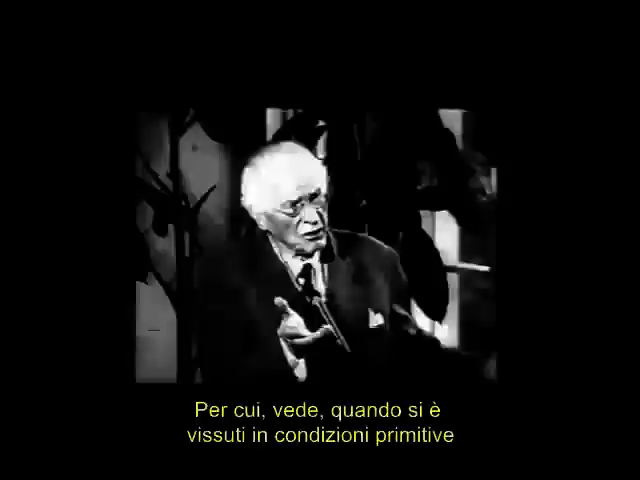 Per cui, vede, quando si è
vissuti in condizioni primitive